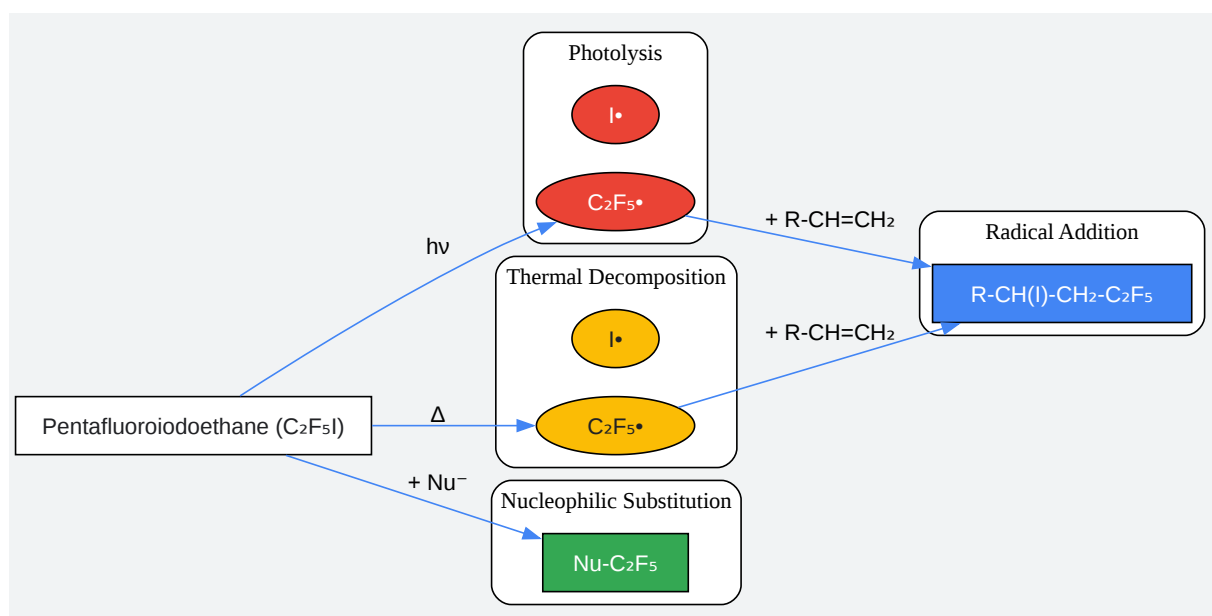 Photolysis
I•
C₂F₅•
+ R-CH=CH₂
hν
Radical Addition
R-CH(I)-CH₂-C₂F₅
Thermal Decomposition
I•
+ R-CH=CH₂
Pentafluoroiodoethane (C₂F₅I)
Δ
C₂F₅•
+ Nu⁻
Nucleophilic Substitution
Nu-C₂F₅